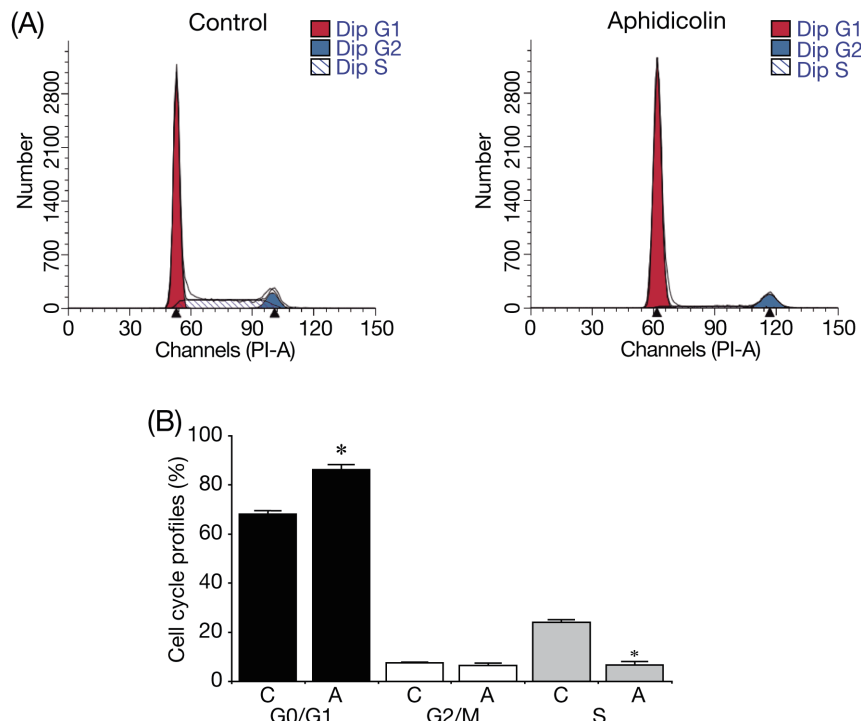 (A)
Control
Dip G1
Dip G2
Dip S
Number
2800
2100
1400
700
0
0 30 60 90 120 150
Channels (PI-A)
Aphidicolin
Dip G1
Dip G2
Dip S
Number
2800
2100
1400
700
0
0 30 60 90 120 150
Channels (PI-A)
(B)
Cell cycle profiles (%)
100
80
60
40
20
0
*
*
C A C A C A
G0/G1 G2/M S